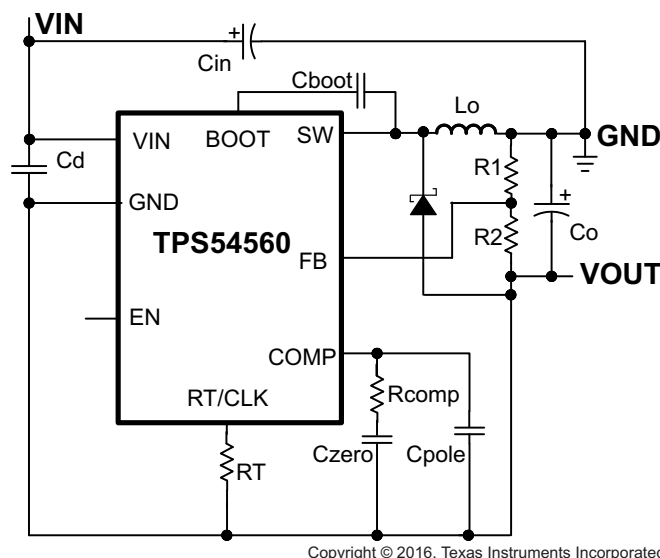 VIN
+
Cin
Cboot
Lo
VIN
BOOT
SW
GND
Cd
R1
GND
+
TPS54560
R2
Co
FB
VOUT
EN
COMP
RT/CLK
Rcomp
Czero
Cpole
RT
Copyright © 2016, Texas Instruments Incorporated